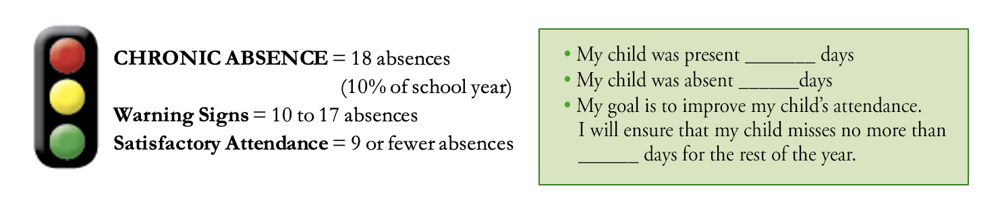 CHRONIC ABSENCE = 18 absences
(10% of school year)
Warning Signs = 10 to 17 absences
Satisfactory Attendance = 9 or fewer absences
• My child was present _______ days
• My child was absent ______days
• My goal is to improve my child’s attendance.
I will ensure that my child misses no more than
______ days for the rest of the year.